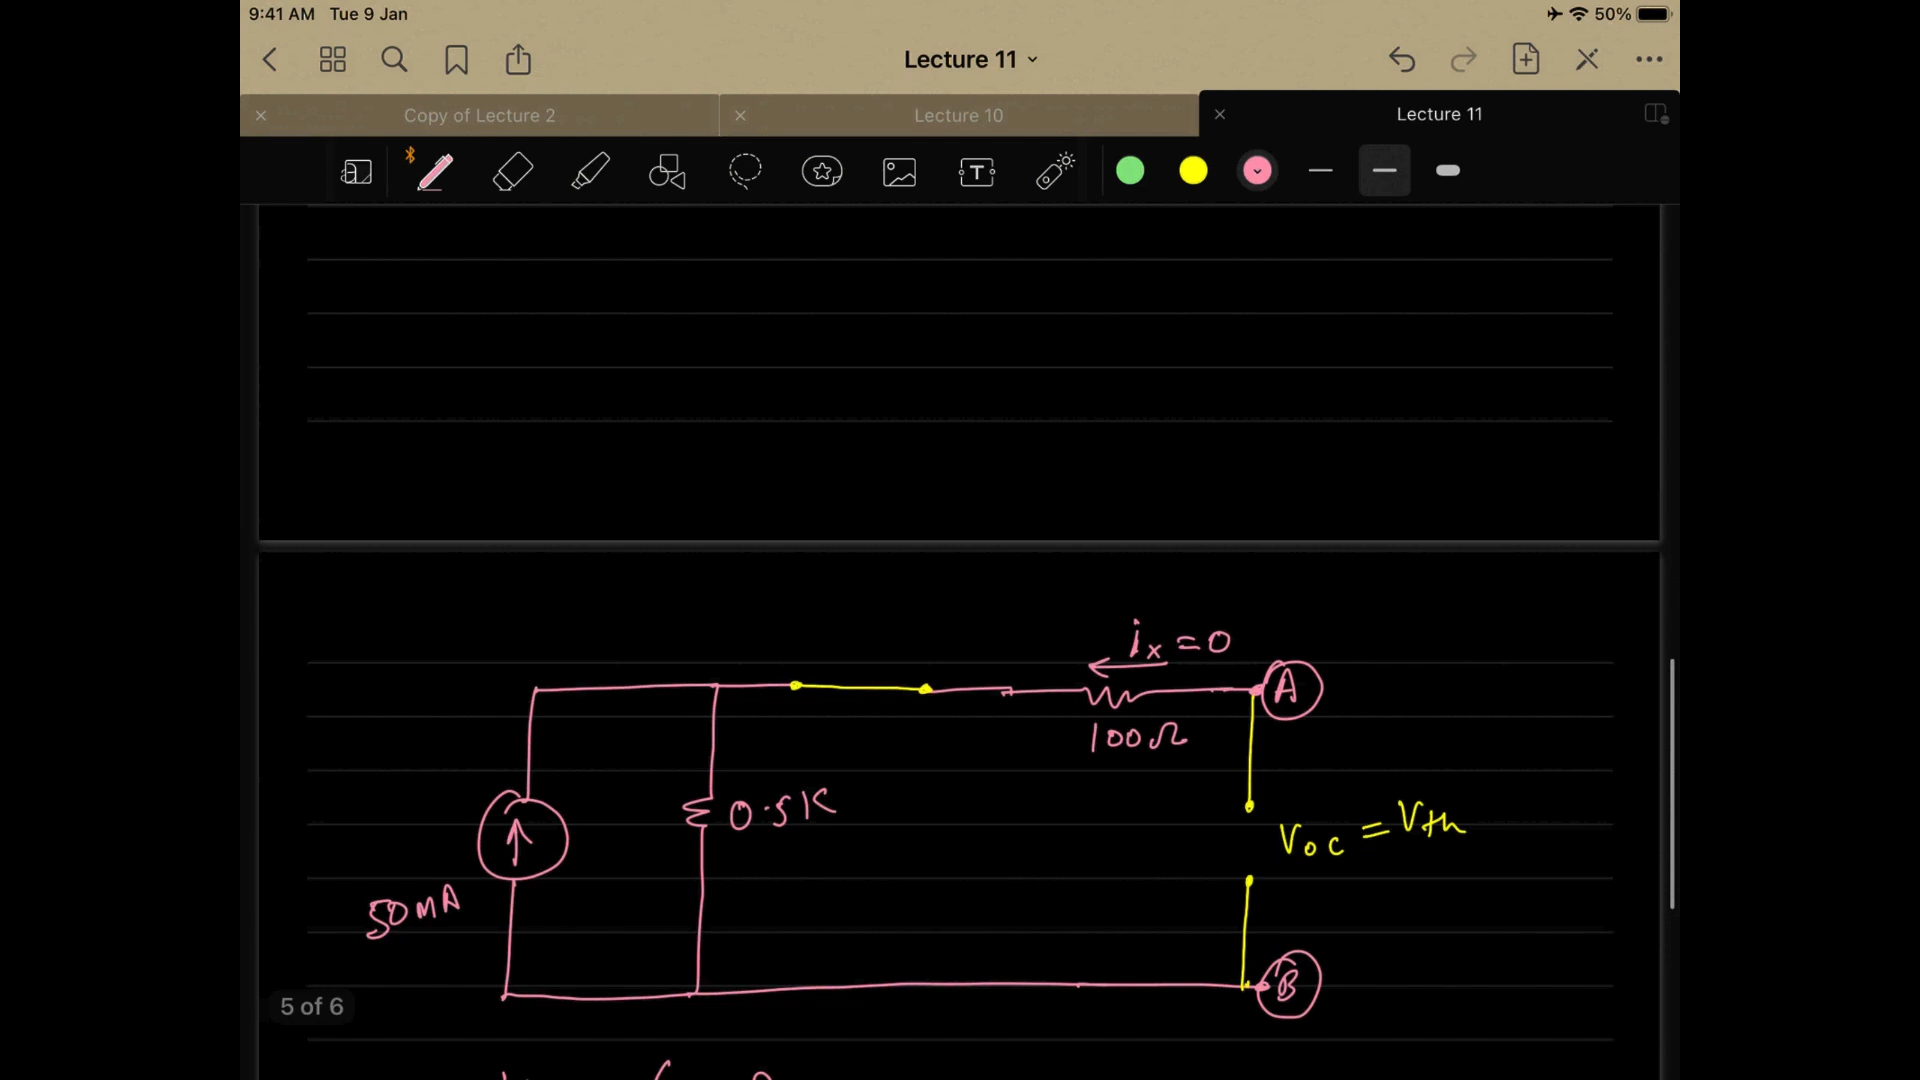 9:41 AM Tue 9 Jan 50%
Lecture 11
Copy of Lecture 2 Lecture 10 Lecture 11
T
ix = 0
A
100Ω
0.5K
Voc = Vth
50mA
B
5 of 6